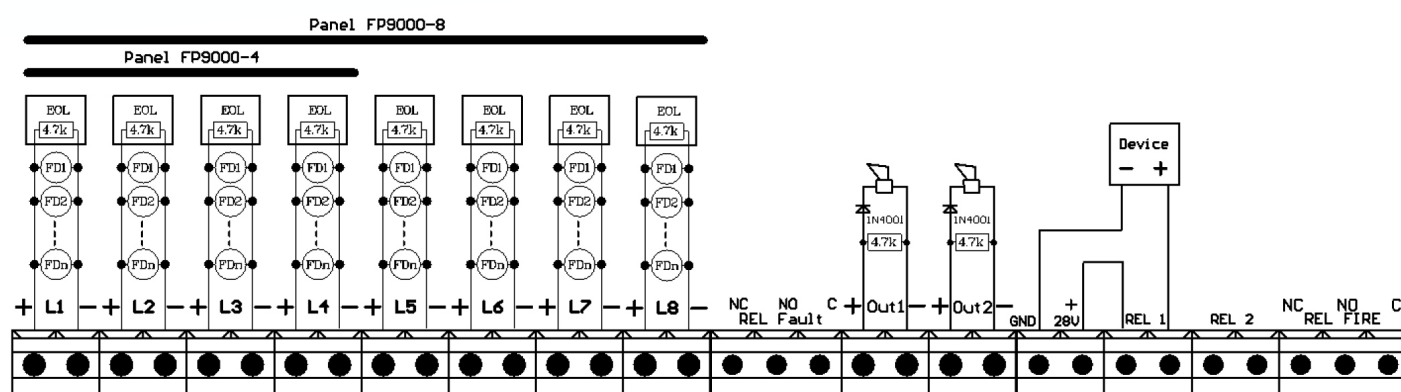 Panel FP9000-8
Panel FP9000-4
EOL EOL EOL EOL EOL EOL EOL EOL
4.7k 4.7k 4.7k 4.7k 4.7k 4.7k 4.7k 4.7k
Device
- +
FD1 FD1 FD1 FD1 FD1 FD1 FD1 FD1
FD2 FD2 FD2 FD2 FD2 FD2 FD2 FD2
1N4001 1N4001
4.7k 4.7k
FDn FDn FDn FDn FDn FDn FDn FDn
+ L1 - + L2 - + L3 - + L4 - + L5 - + L6 - + L7 - + L8 - NC NO C + Out1 - + Out2 - + NC NO C
REL Fault GND 28V REL 1 REL 2 REL FIRE